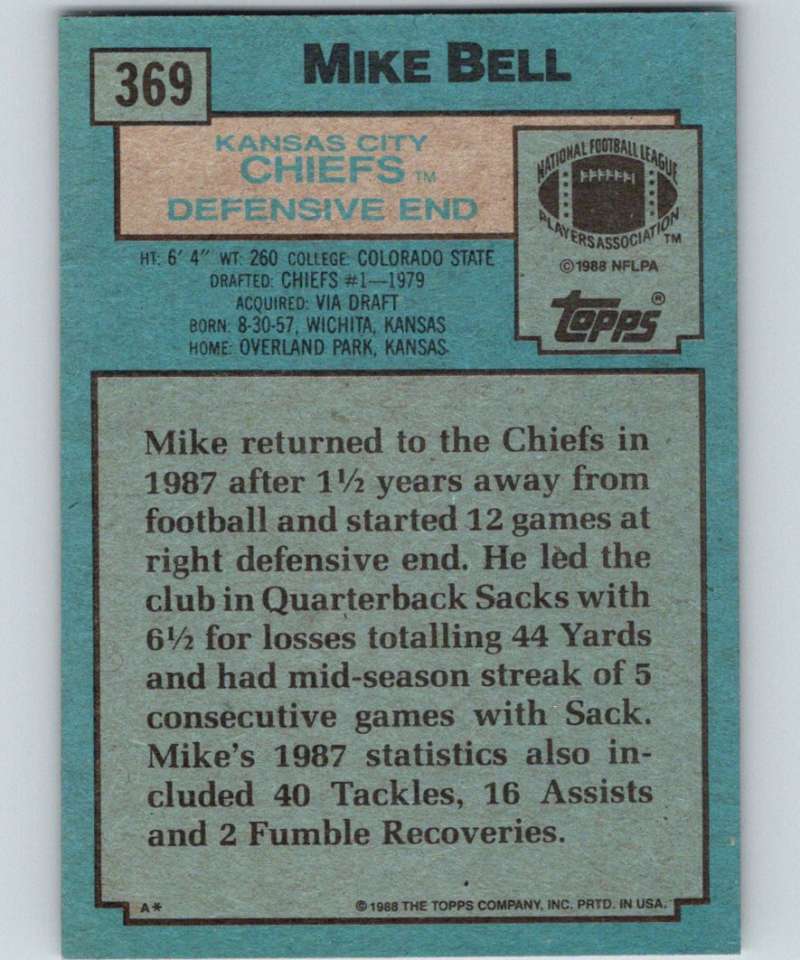 369
MIKE BELL
KANSAS CITY
CHIEFS TM
DEFENSIVE END
NATIONAL FOOTBALL LEAGUE
PLAYERS ASSOCIATION TM
©1988 NFLPA
topps®
HT: 6' 4" WT: 260 COLLEGE: COLORADO STATE
DRAFTED: CHIEFS #1—1979
ACQUIRED: VIA DRAFT
BORN: 8-30-57, WICHITA, KANSAS
HOME: OVERLAND PARK, KANSAS
Mike returned to the Chiefs in
1987 after 1½ years away from
football and started 12 games at
right defensive end. He led the
club in Quarterback Sacks with
6½ for losses totalling 44 Yards
and had mid-season streak of 5
consecutive games with Sack.
Mike's 1987 statistics also in-
cluded 40 Tackles, 16 Assists
and 2 Fumble Recoveries.
A*
©1988 THE TOPPS COMPANY, INC. PRTD. IN USA.